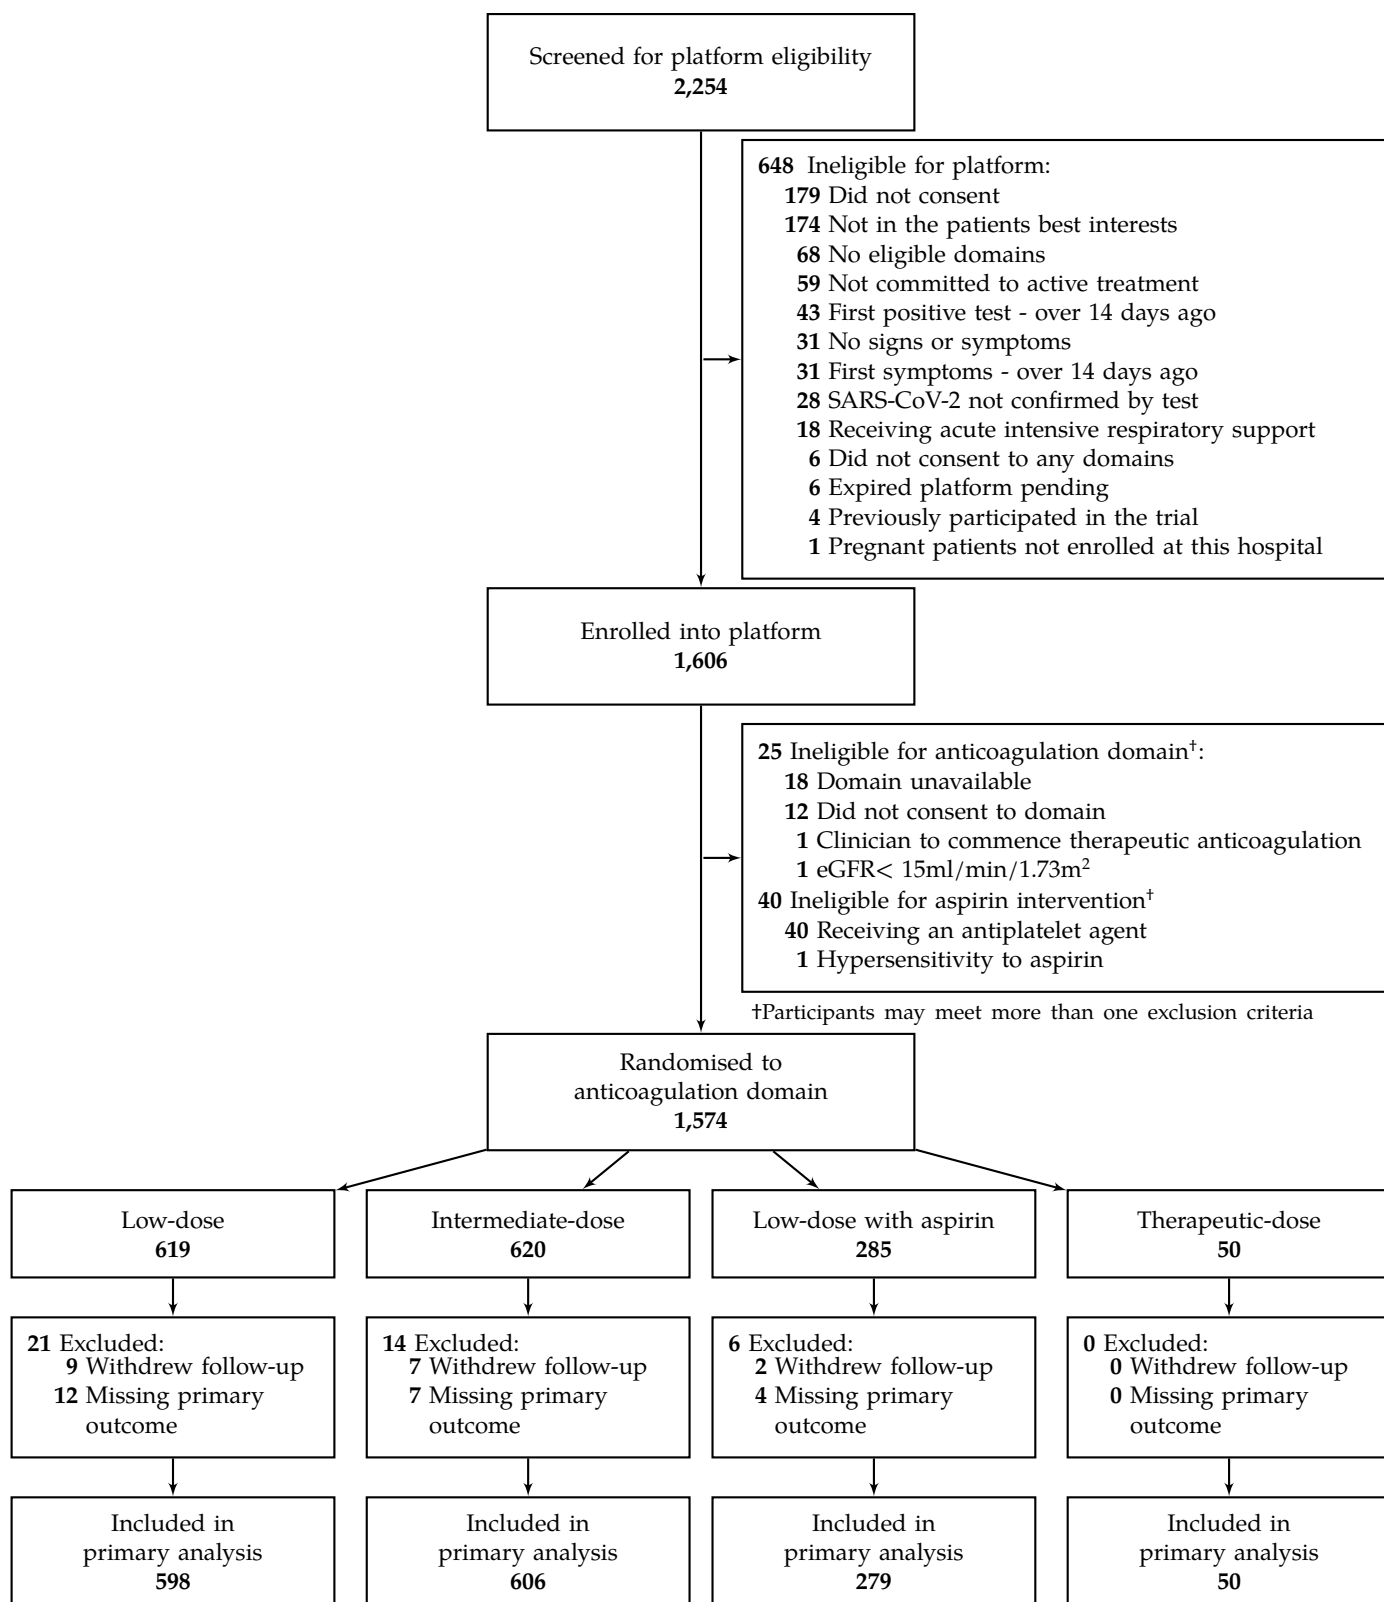 Screened for platform eligibility
2,254
648 Ineligible for platform:
179 Did not consent
174 Not in the patients best interests
68 No eligible domains
59 Not committed to active treatment
43 First positive test - over 14 days ago
31 No signs or symptoms
31 First symptoms - over 14 days ago
28 SARS-CoV-2 not confirmed by test
18 Receiving acute intensive respiratory support
6 Did not consent to any domains
6 Expired platform pending
4 Previously participated in the trial
1 Pregnant patients not enrolled at this hospital
Enrolled into platform
1,606
25 Ineligible for anticoagulation domain†:
18 Domain unavailable
12 Did not consent to domain
1 Clinician to commence therapeutic anticoagulation
1 eGFR< 15ml/min/1.73m²
40 Ineligible for aspirin intervention†
40 Receiving an antiplatelet agent
1 Hypersensitivity to aspirin
†Participants may meet more than one exclusion criteria
Randomised to
anticoagulation domain
1,574
Low-dose
619
Intermediate-dose
620
Low-dose with aspirin
285
Therapeutic-dose
50
21 Excluded:
9 Withdrew follow-up
12 Missing primary
outcome
14 Excluded:
7 Withdrew follow-up
7 Missing primary
outcome
6 Excluded:
2 Withdrew follow-up
4 Missing primary
outcome
0 Excluded:
0 Withdrew follow-up
0 Missing primary
outcome
Included in
primary analysis
598
Included in
primary analysis
606
Included in
primary analysis
279
Included in
primary analysis
50